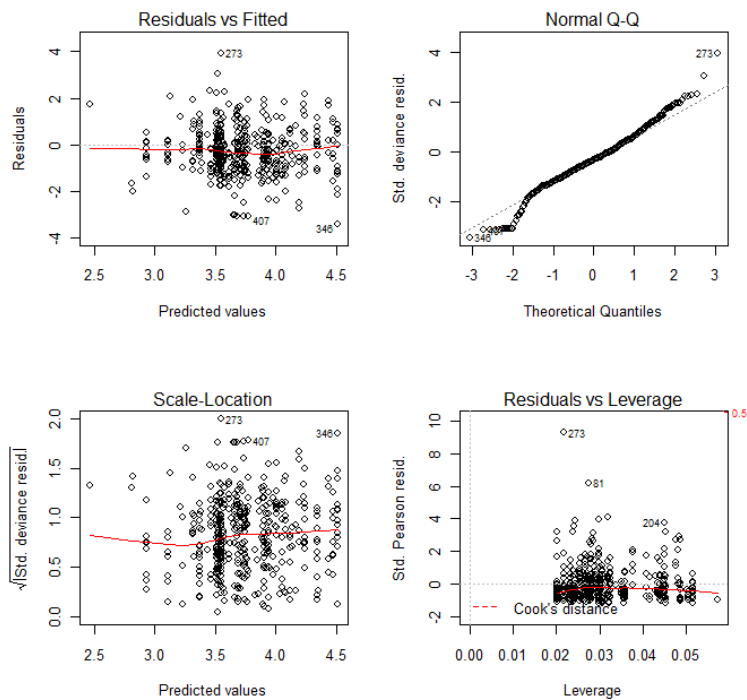 Residuals vs Fitted
Residuals
4
2
0
-2
-4
273
407
346
2.5 3.0 3.5 4.0 4.5
Predicted values
Normal Q-Q
Std. deviance resid.
4
2
0
-2
273
346
-3 -2 -1 0 1 2 3
Theoretical Quantiles
Scale-Location
√|Std. deviance resid.|
2.0
1.5
1.0
0.5
0.0
273
407
346
2.5 3.0 3.5 4.0 4.5
Predicted values
Residuals vs Leverage
Std. Pearson resid.
10
8
6
4
2
0
-2
0.5
273
81
204
Cook's distance
0.00 0.01 0.02 0.03 0.04 0.05
Leverage